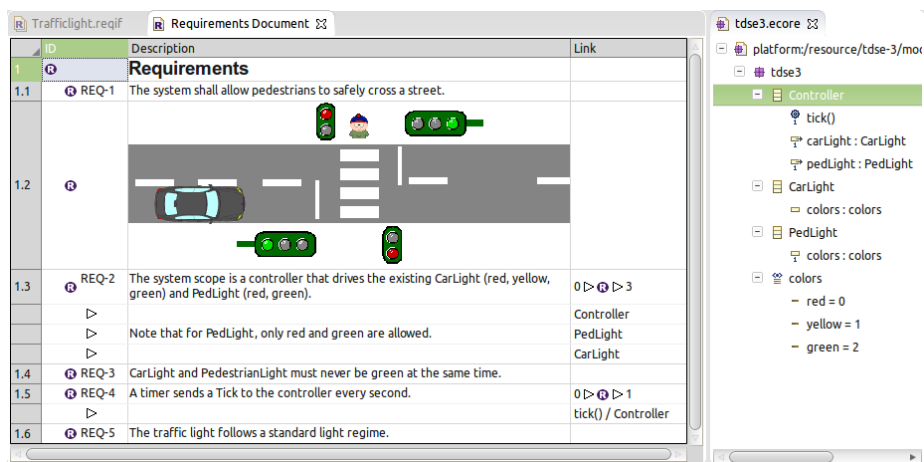 Trafficlight.reqif
Requirements Document
ID Description Link
1 Requirements
1.1 REQ-1 The system shall allow pedestrians to safely cross a street.
1.2
1.3 REQ-2 The system scope is a controller that drives the existing CarLight (red, yellow,
green) and PedLight (red, green).
0 ▷ R ▷ 3
Controller
Note that for PedLight, only red and green are allowed. PedLight
CarLight
1.4 REQ-3 CarLight and PedestrianLight must never be green at the same time.
1.5 REQ-4 A timer sends a Tick to the controller every second. 0 ▷ R ▷ 1
tick() / Controller
1.6 REQ-5 The traffic light follows a standard light regime.
tdse3.ecore
platform:/resource/tdse-3/mod
tdse3
Controller
tick()
carLight : CarLight
pedLight : PedLight
CarLight
colors : colors
PedLight
colors : colors
colors
red = 0
yellow = 1
green = 2